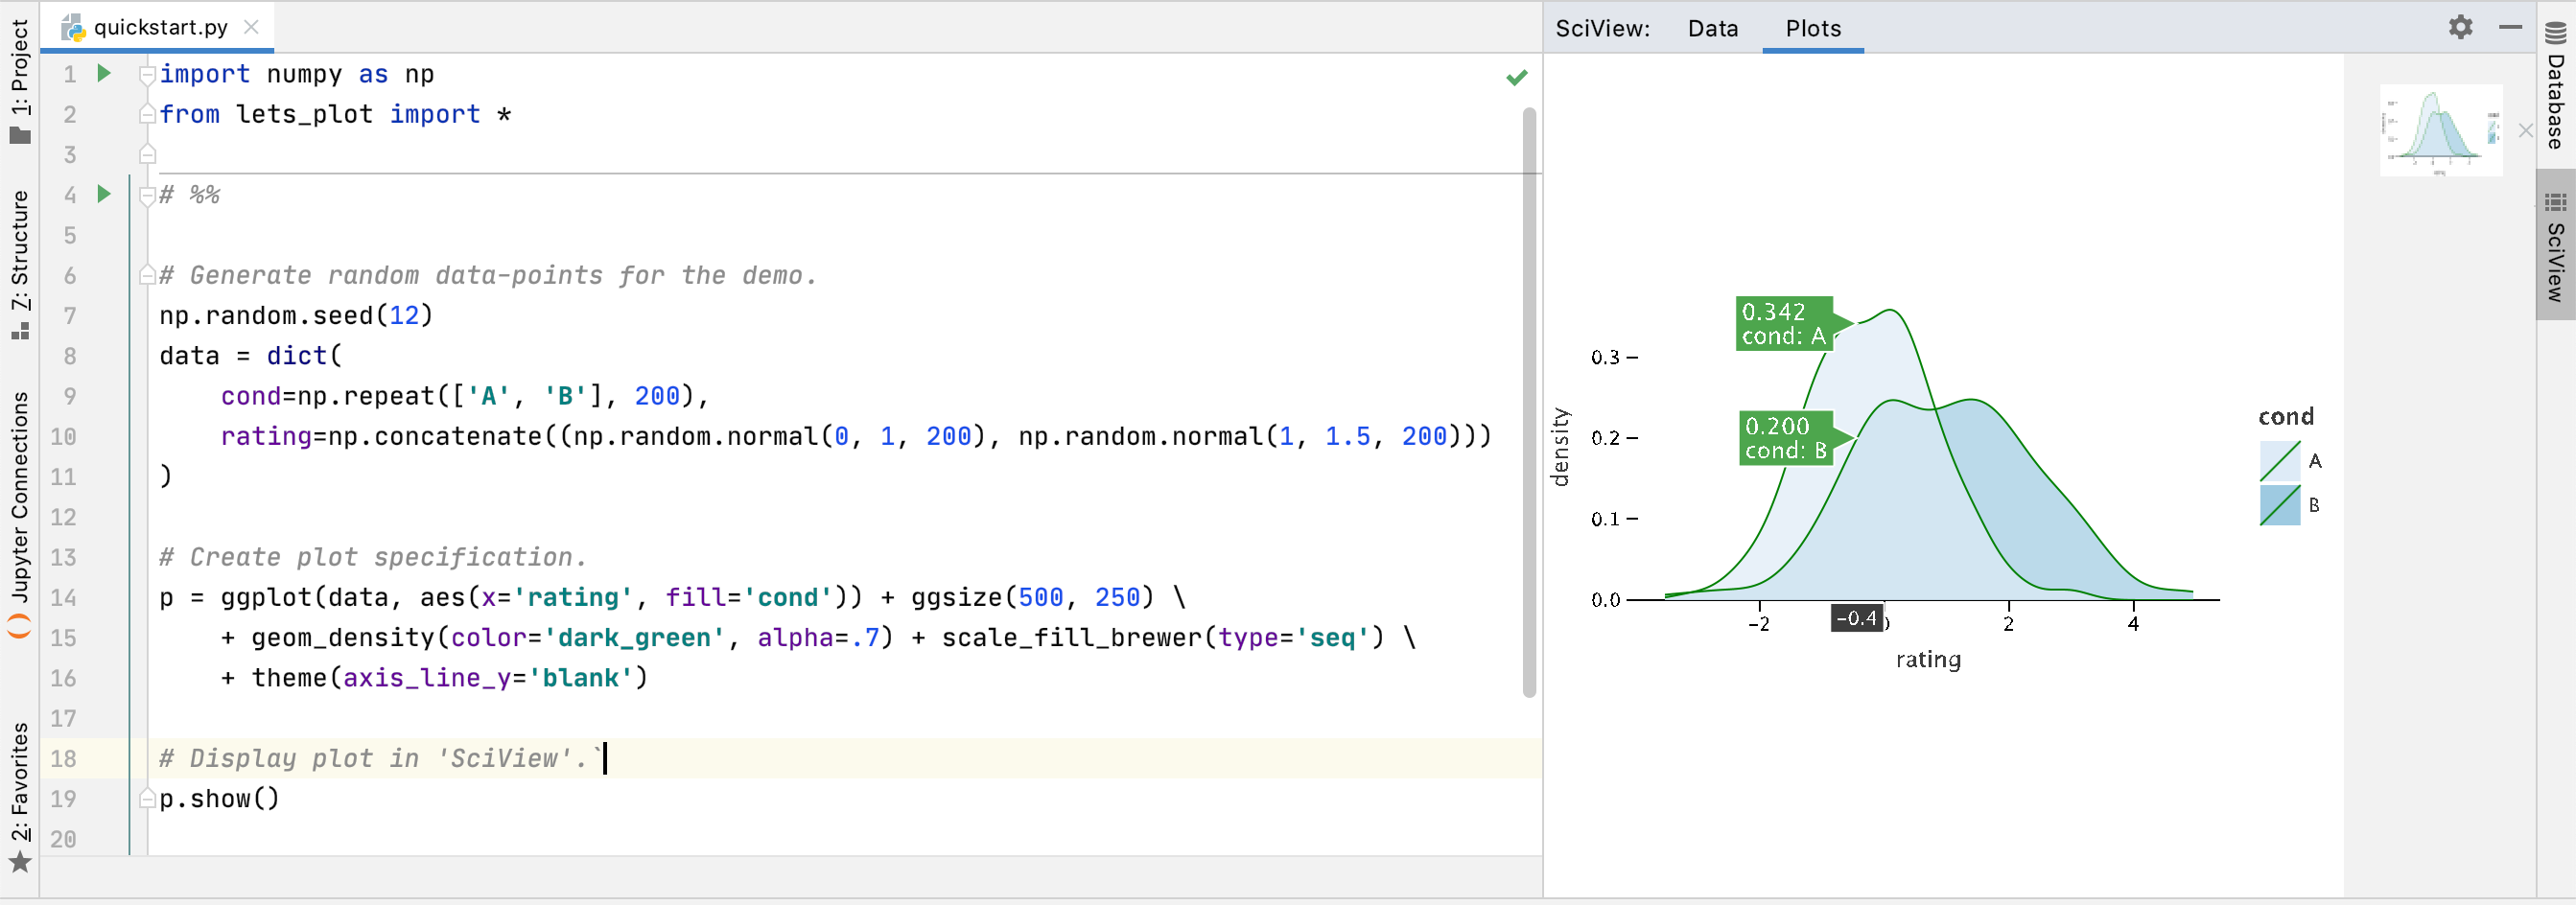 1: Project
Z: Structure
Jupyter Connections
2: Favorites
quickstart.py
1 import numpy as np
2 from lets_plot import *
3
4 # %%
5
6 # Generate random data-points for the demo.
7 np.random.seed(12)
8 data = dict(
9     cond=np.repeat(['A', 'B'], 200),
10     rating=np.concatenate((np.random.normal(0, 1, 200), np.random.normal(1, 1.5, 200)))
11 )
12
13 # Create plot specification.
14 p = ggplot(data, aes(x='rating', fill='cond')) + ggsize(500, 250) \
15     + geom_density(color='dark_green', alpha=.7) + scale_fill_brewer(type='seq') \
16     + theme(axis_line_y='blank')
17
18 # Display plot in 'SciView'.`
19 p.show()
20
SciView: Data Plots
0.342
cond: A
0.200
cond: B
density
0.3
0.2
0.1
0.0
-2 -0.4 2 4
rating
cond
A
B
Database
SciView